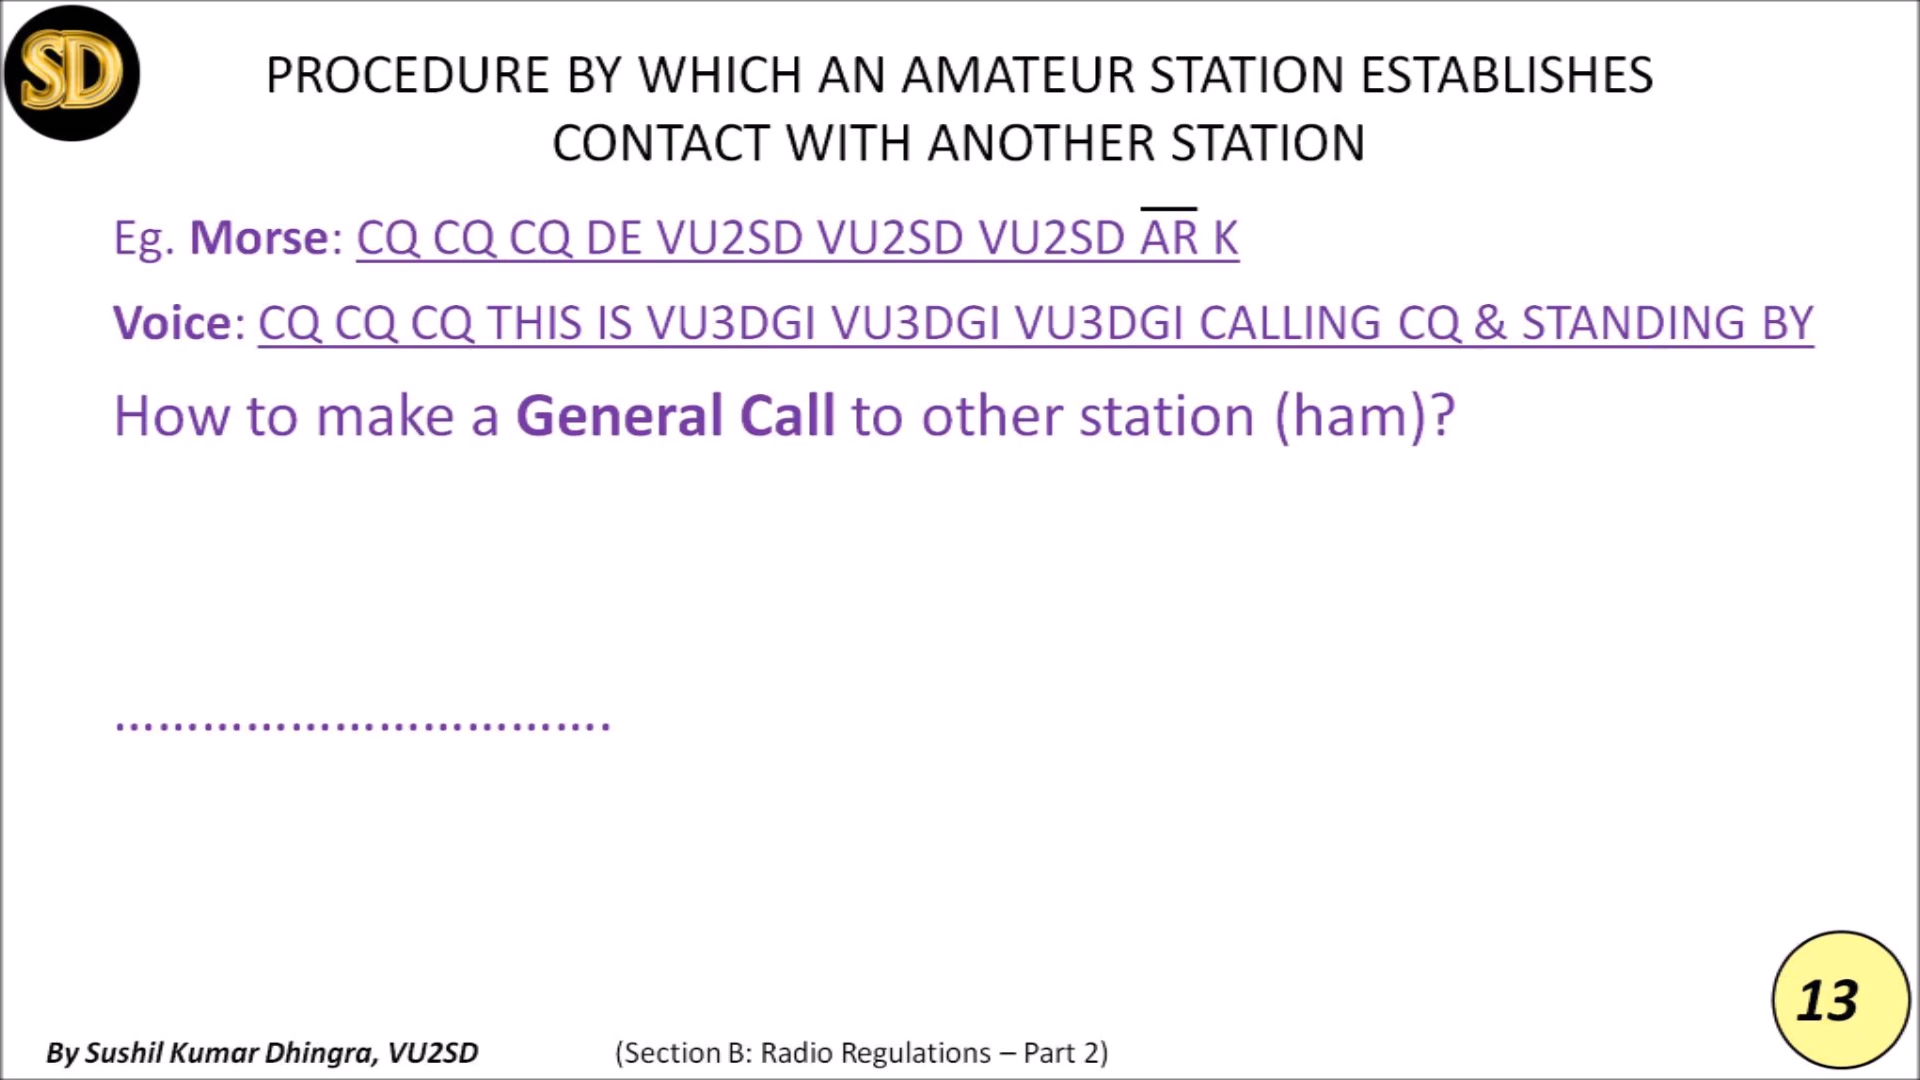 SD
PROCEDURE BY WHICH AN AMATEUR STATION ESTABLISHES
CONTACT WITH ANOTHER STATION
Eg. Morse: CQ CQ CQ DE VU2SD VU2SD VU2SD A̅R̅ K
Voice: CQ CQ CQ THIS IS VU3DGI VU3DGI VU3DGI CALLING CQ & STANDING BY
How to make a General Call to other station (ham)?
……………………………….
13
By Sushil Kumar Dhingra, VU2SD (Section B: Radio Regulations – Part 2)